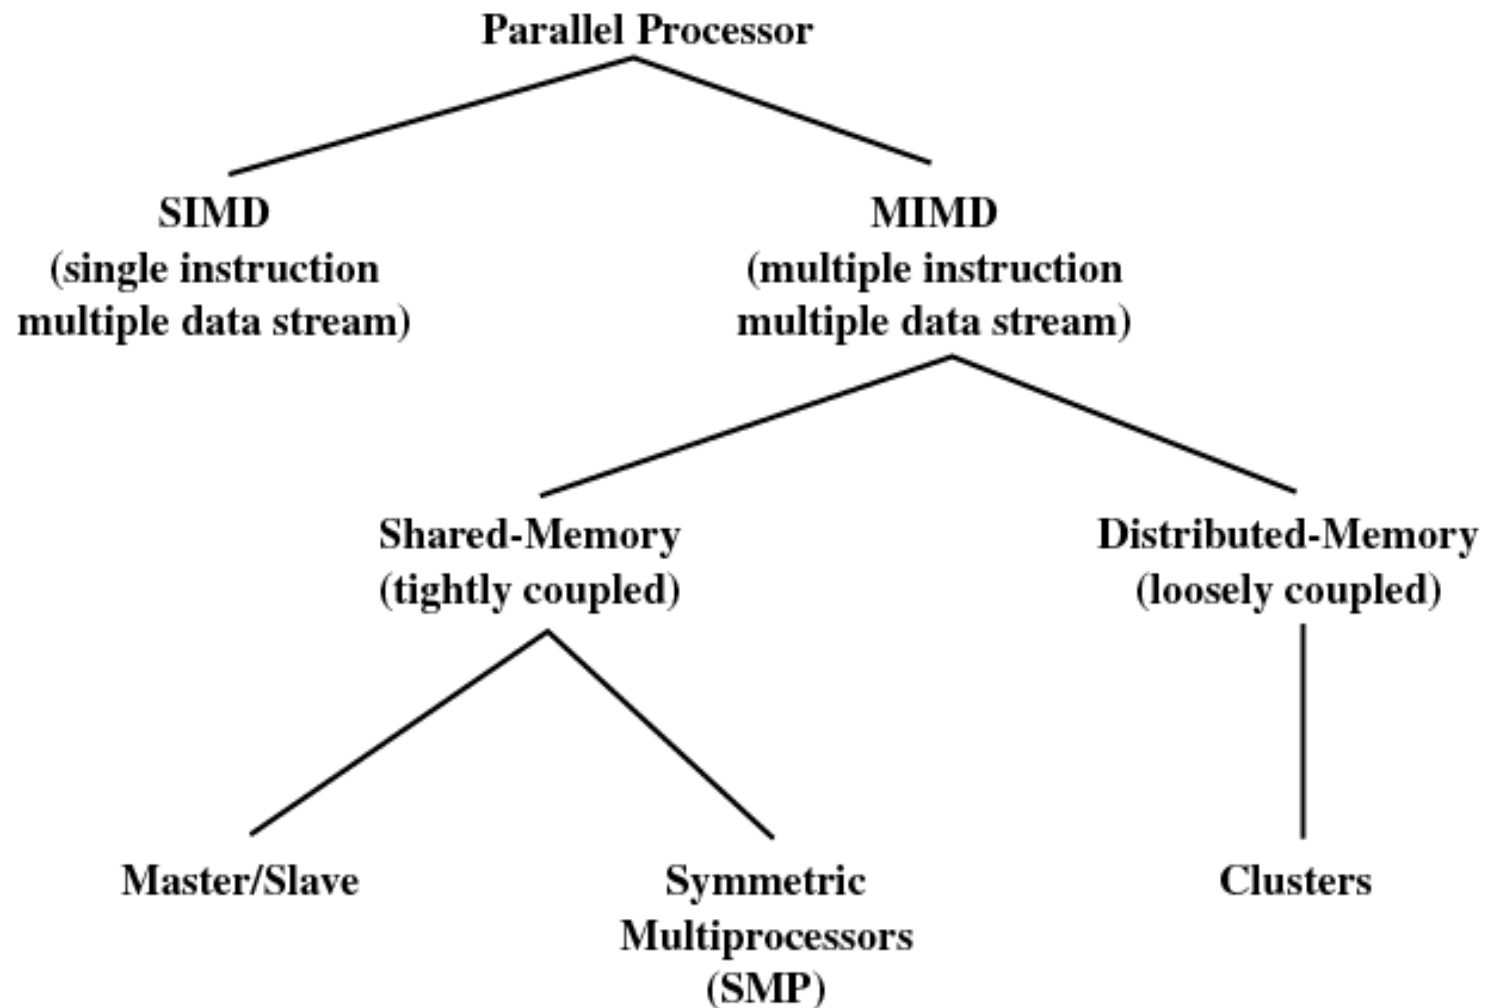 Parallel Processor
SIMD
(single instruction
multiple data stream)
MIMD
(multiple instruction
multiple data stream)
Shared-Memory
(tightly coupled)
Distributed-Memory
(loosely coupled)
Master/Slave
Symmetric
Multiprocessors
(SMP)
Clusters